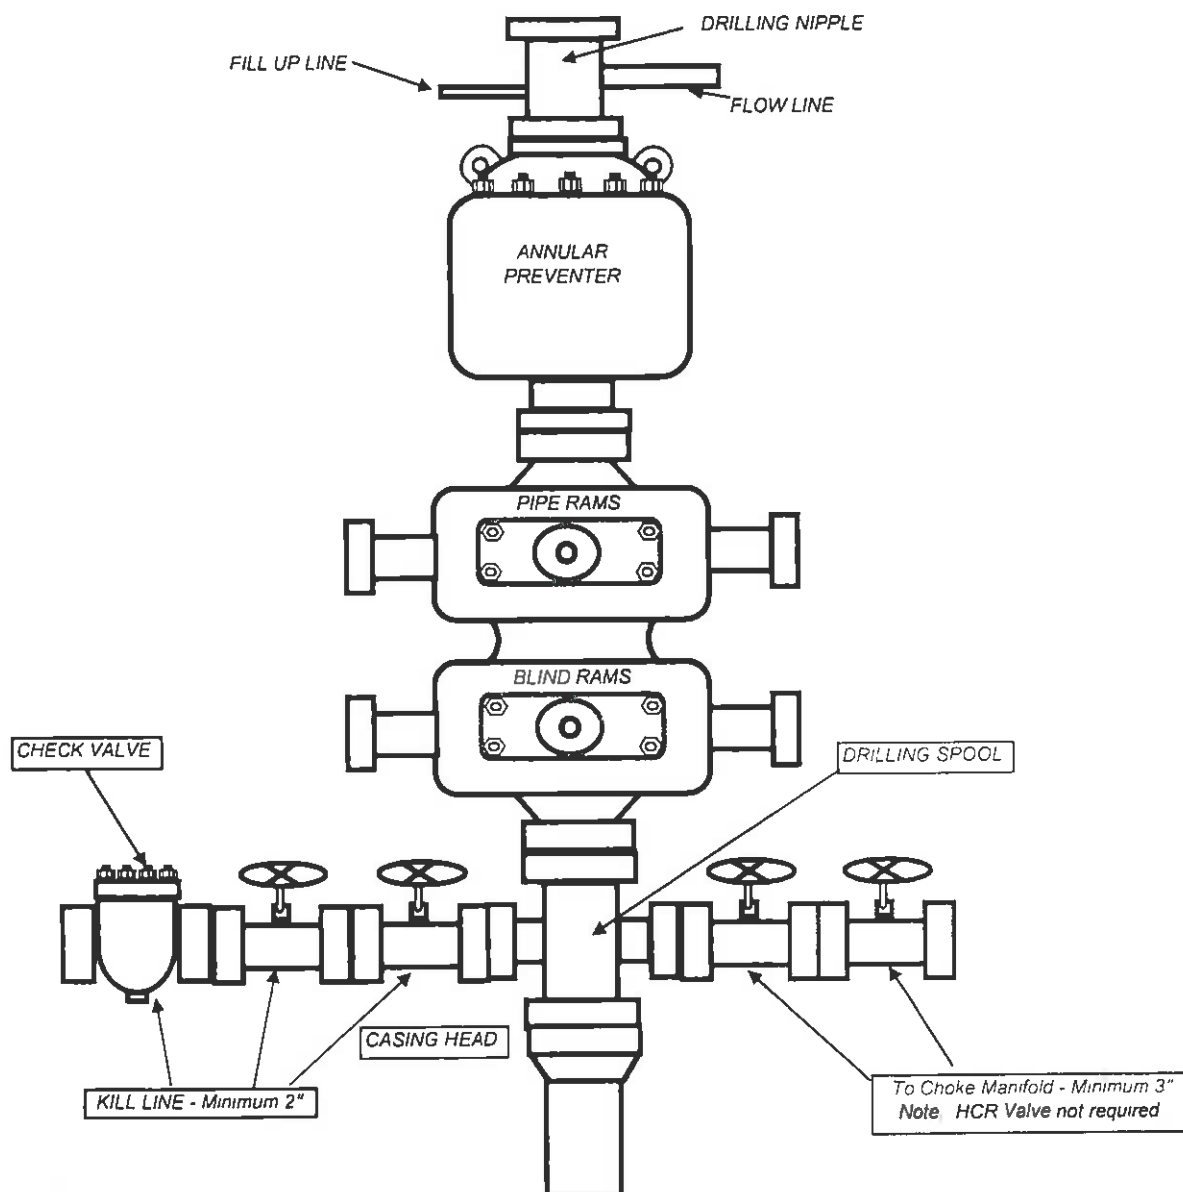 DRILLING NIPPLE
FILL UP LINE
FLOW LINE
ANNULAR
PREVENTER
PIPE RAMS
BLIND RAMS
CHECK VALVE
DRILLING SPOOL
CASING HEAD
KILL LINE - Minimum 2"
To Choke Manifold - Minimum 3"
Note HCR Valve not required